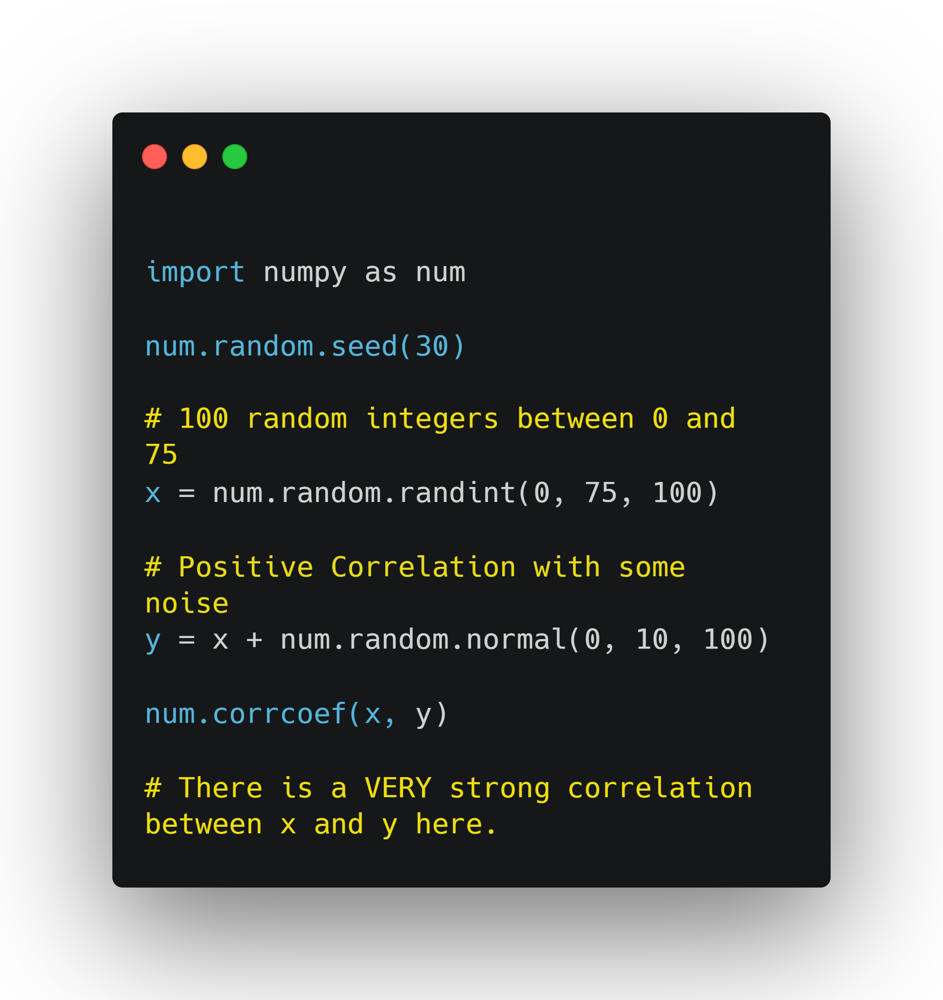 import numpy as num
num.random.seed(30)
# 100 random integers between 0 and
75
x = num.random.randint(0, 75, 100)
# Positive Correlation with some
noise
y = x + num.random.normal(0, 10, 100)
num.corrcoef(x, y)
# There is a VERY strong correlation
between x and y here.